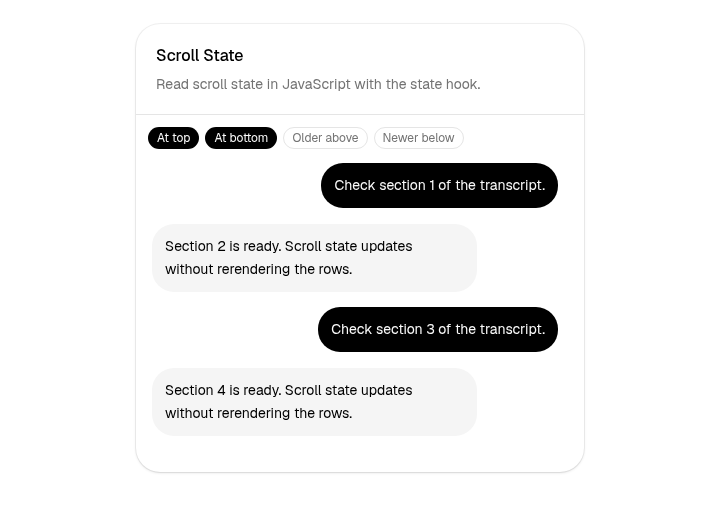 Scroll State
Read scroll state in JavaScript with the state hook.
At top At bottom Older above Newer below
Check section 1 of the transcript.
Section 2 is ready. Scroll state updates
without rerendering the rows.
Check section 3 of the transcript.
Section 4 is ready. Scroll state updates
without rerendering the rows.